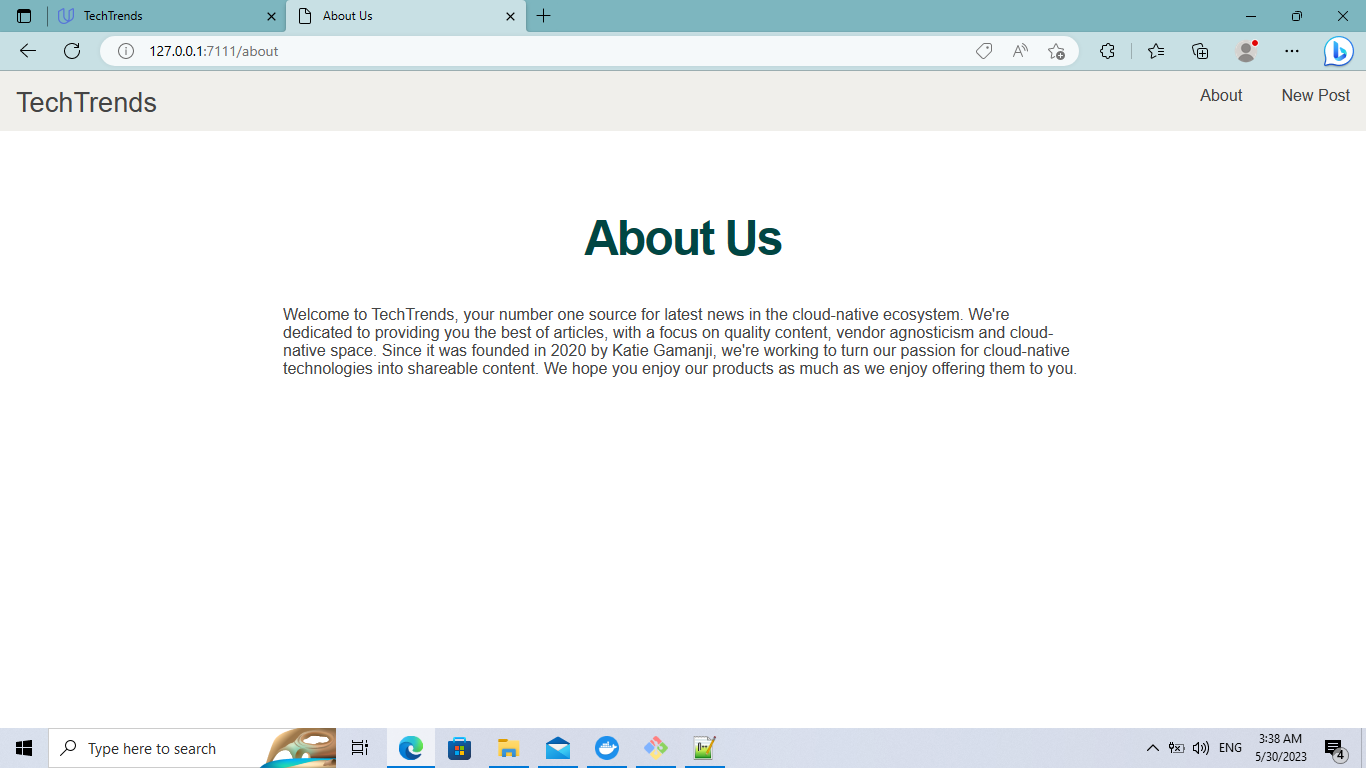 TechTrends
About Us
127.0.0.1:7111/about
TechTrends
About
New Post
About Us
Welcome to TechTrends, your number one source for latest news in the cloud-native ecosystem. We're
dedicated to providing you the best of articles, with a focus on quality content, vendor agnosticism and cloud-
native space. Since it was founded in 2020 by Katie Gamanji, we're working to turn our passion for cloud-native
technologies into shareable content. We hope you enjoy our products as much as we enjoy offering them to you.
Type here to search
ENG
3:38 AM
5/30/2023
4